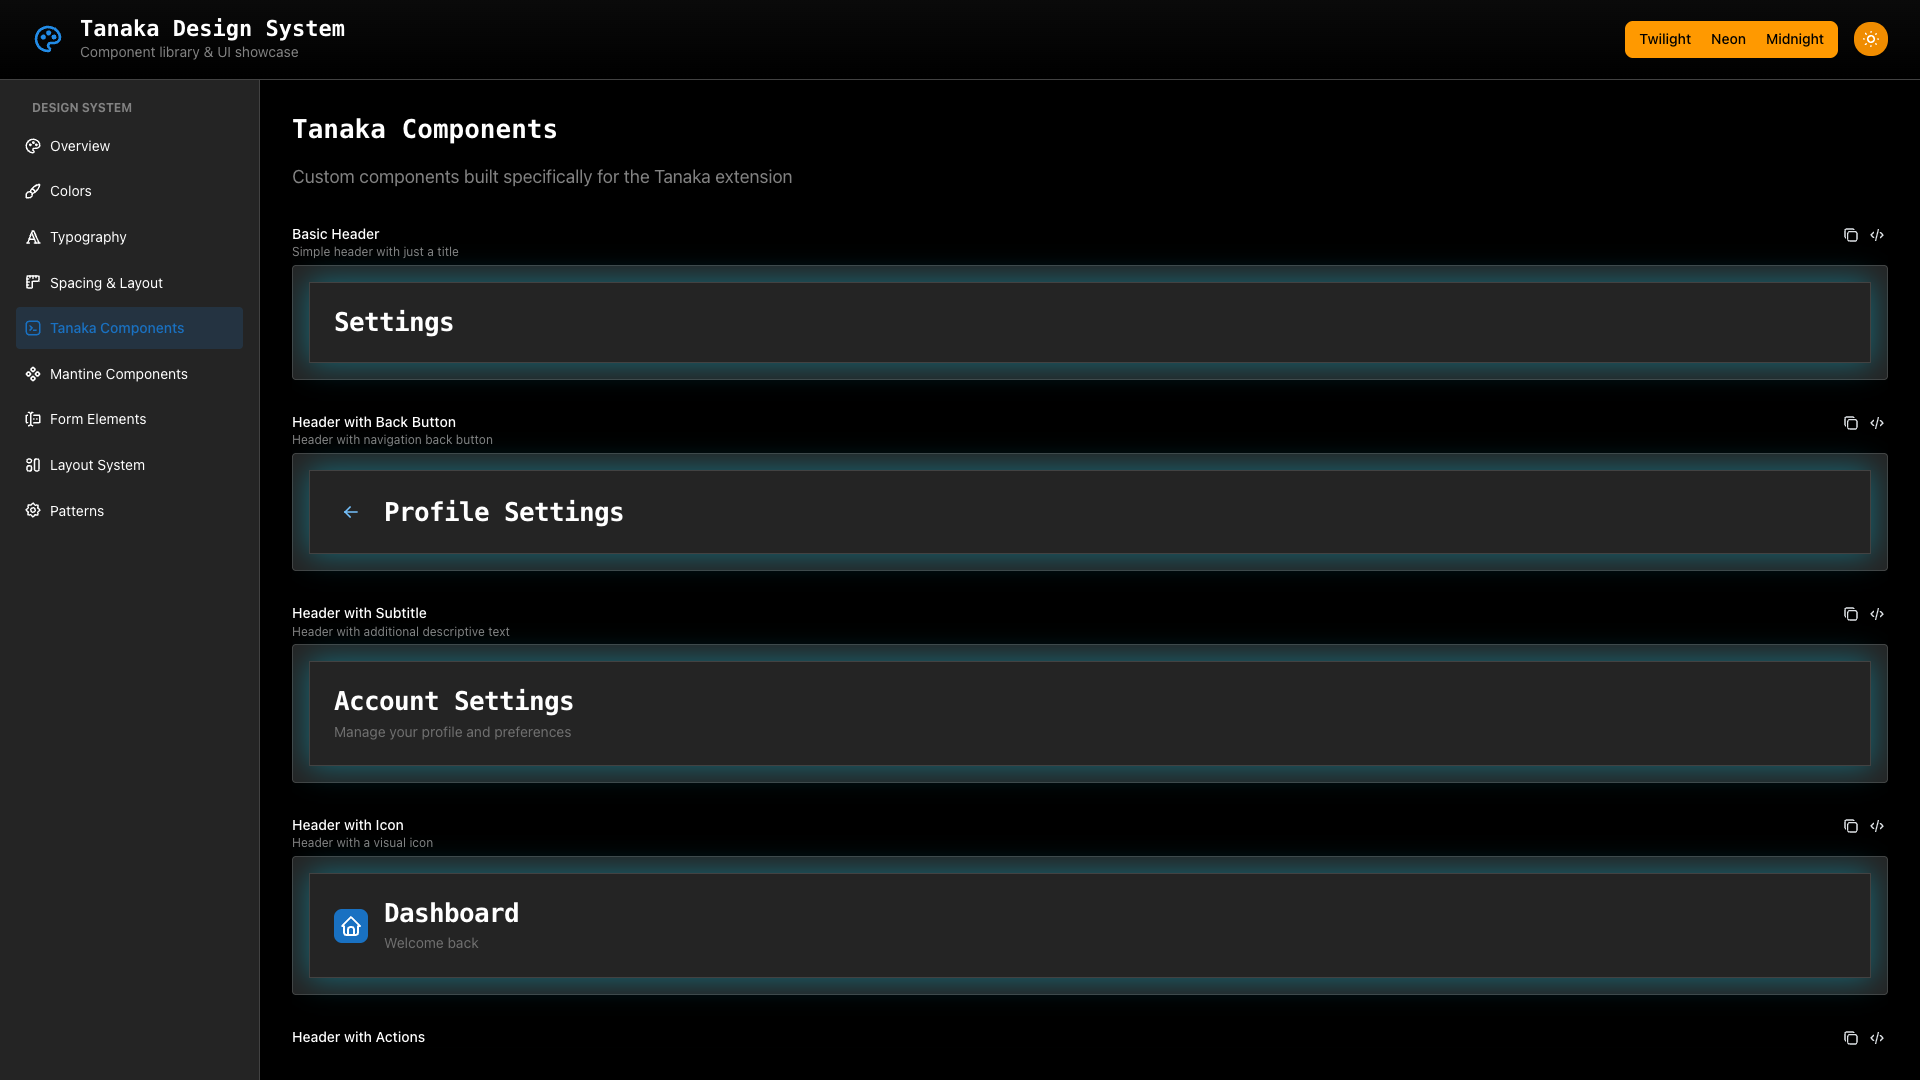 Tanaka Design System
Component library & UI showcase
Twilight Neon Midnight
DESIGN SYSTEM
Overview
Colors
Typography
Spacing & Layout
Tanaka Components
Mantine Components
Form Elements
Layout System
Patterns
Tanaka Components
Custom components built specifically for the Tanaka extension
Basic Header
Simple header with just a title
Settings
Header with Back Button
Header with navigation back button
Profile Settings
Header with Subtitle
Header with additional descriptive text
Account Settings
Manage your profile and preferences
Header with Icon
Header with a visual icon
Dashboard
Welcome back
Header with Actions